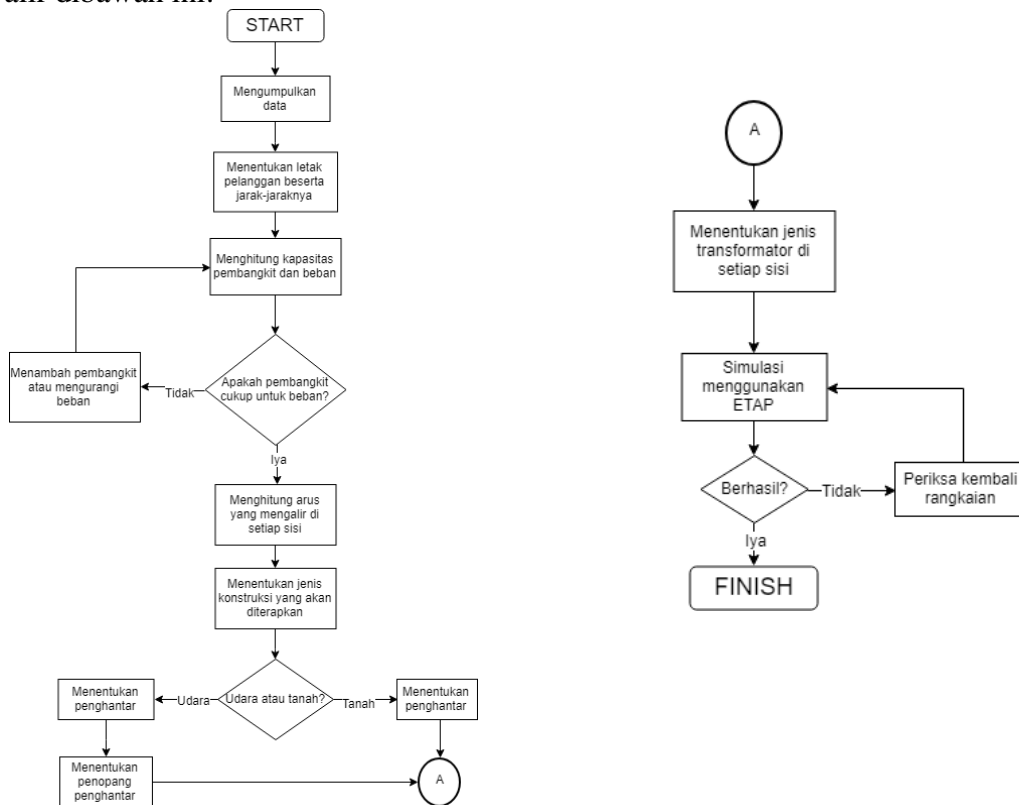 START
Mengumpulkan
data
Menentukan letak
pelanggan beserta
jarak-jaraknya
Menghitung kapasitas
pembangkit dan beban
Menambah pembangkit
atau mengurangi
beban
Tidak
Apakah pembangkit
cukup untuk beban?
Iya
Menghitung arus
yang mengalir di
setiap sisi
Menentukan jenis
konstruksi yang akan
diterapkan
Menentukan
penghantar
Udara
Udara atau tanah?
Tanah
Menentukan
penghantar
Menentukan
penopang
penghantar
A
A
Menentukan jenis
transformator di
setiap sisi
Simulasi
menggunakan
ETAP
Berhasil?
Tidak
Periksa kembali
rangkaian
Iya
FINISH